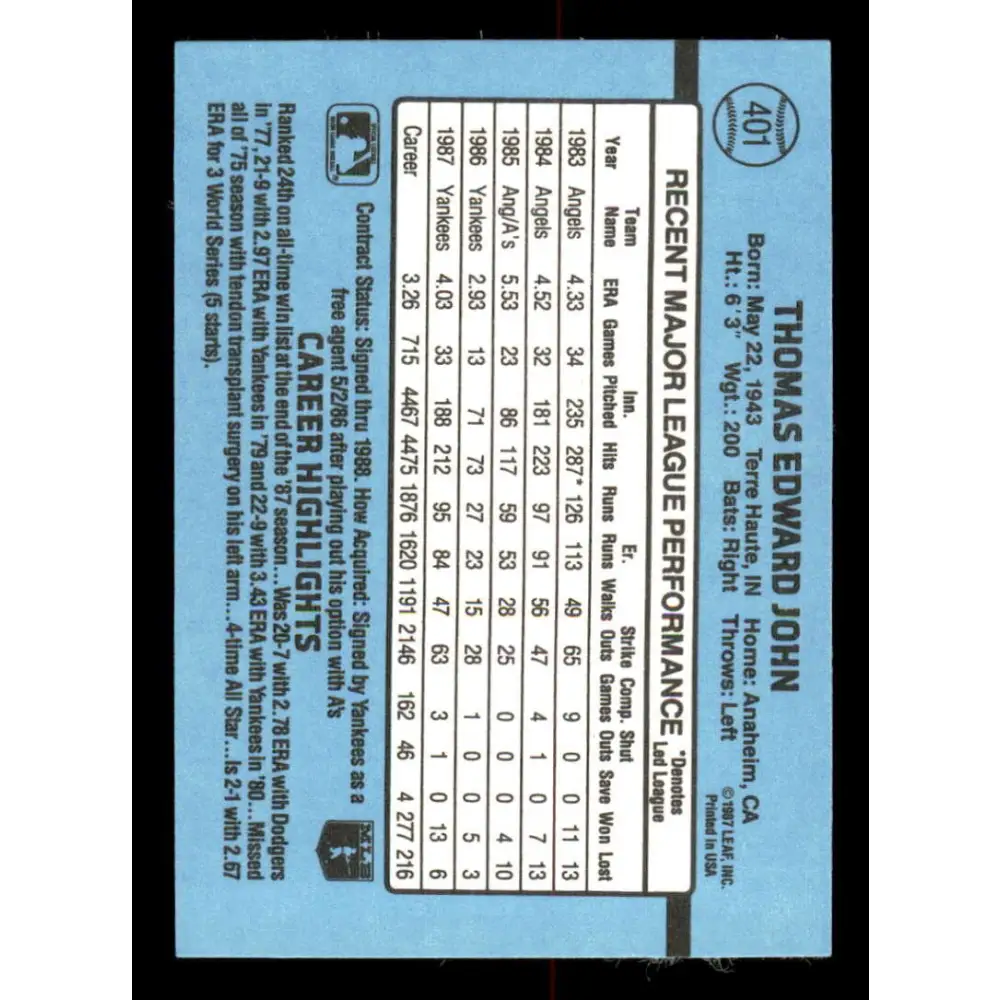 401
THOMAS EDWARD JOHN
Born: May 22, 1943 Terre Haute, IN Home: Anaheim, CA
Ht.: 6'3" Wgt.: 200 Bats: Right Throws: Left
©1987 LEAF, INC.
Printed in USA
RECENT MAJOR LEAGUE PERFORMANCE *Denotes Led League
Team Inn. Er. Strike Comp. Shut
Year Name ERA Games Pitched Hits Runs Runs Walks Outs Games Outs Save Won Lost
1983 Angels 4.33 34 235 287* 126 113 49 65 9 0 0 11 13
1984 Angels 4.52 32 181 223 97 91 56 47 4 1 0 7 13
1985 Ang/A's 5.53 23 86 117 59 53 28 25 0 0 0 4 10
1986 Yankees 2.93 13 71 73 27 23 15 28 1 0 0 5 3
1987 Yankees 4.03 33 188 212 95 84 47 63 3 1 0 13 6
Career 3.26 715 4467 4475 1876 1620 1191 2146 162 46 4 277 216
Contract Status: Signed thru 1988. How Acquired: Signed by Yankees as a
free agent 5/2/86 after playing out his option with A's
MLB
CAREER HIGHLIGHTS
Ranked 24th on all-time win list at the end of the '87 season...Was 20-7 with 2.78 ERA with Dodgers
in '77. 21-9 with 2.97 ERA with Yankees in '79 and 22-9 with 3.43 ERA with Yankees in '80...Missed
all of '75 season with tendon transplant surgery on his left arm...4-time All Star...Is 2-1 with 2.67
ERA for 3 World Series (5 starts).